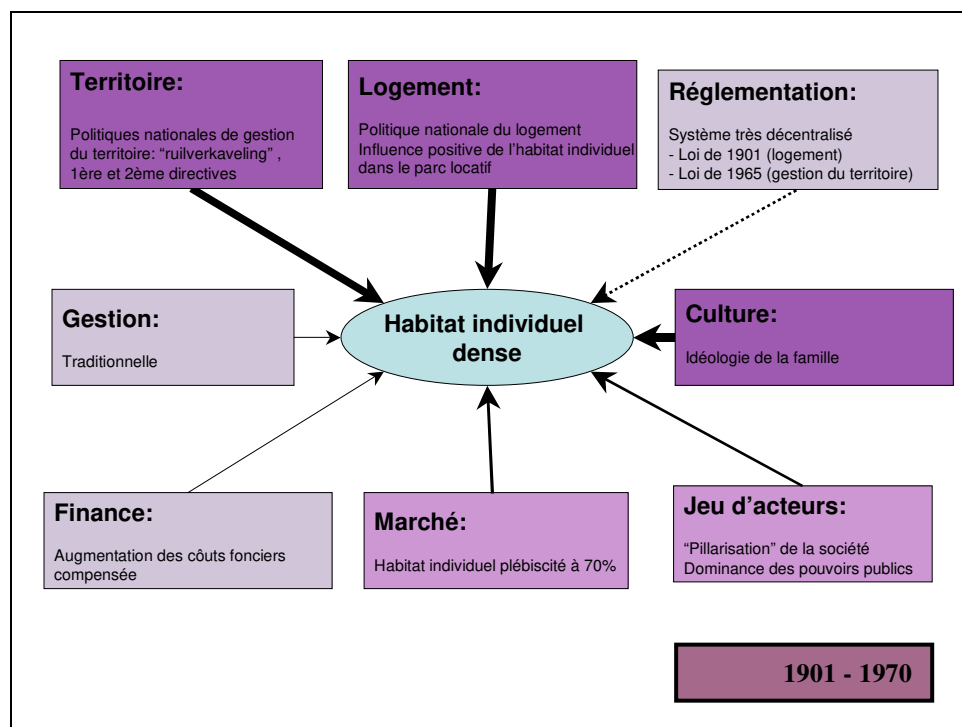 Territoire:
Politiques nationales de gestion
du territoire: “ruilverkaveling” ,
1ère et 2ème directives
Logement:
Politique nationale du logement
Influence positive de l’habitat individuel
dans le parc locatif
Réglementation:
Système très décentralisé
- Loi de 1901 (logement)
- Loi de 1965 (gestion du territoire)
Gestion:
Traditionnelle
Habitat individuel
dense
Culture:
Idéologie de la famille
Finance:
Augmentation des côuts fonciers
compensée
Marché:
Habitat individuel plébiscité à 70%
Jeu d’acteurs:
“Pillarisation” de la société
Dominance des pouvoirs publics
1901 - 1970